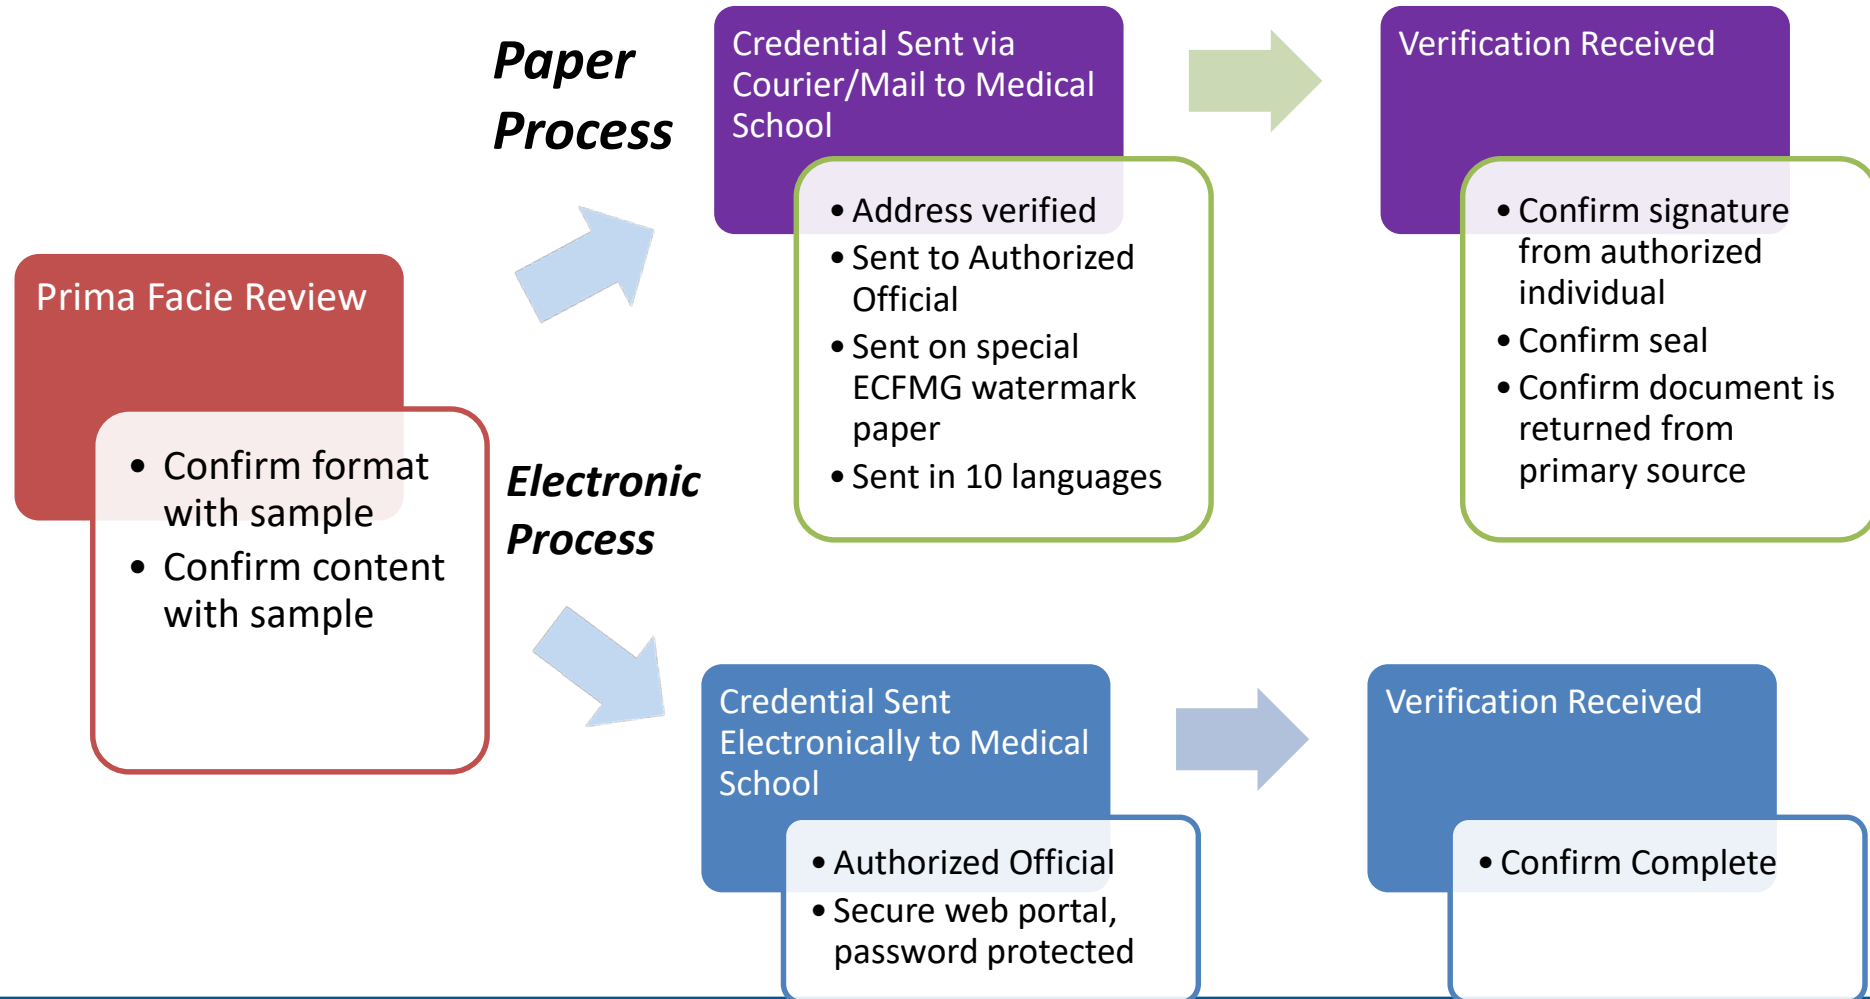 Prima Facie Review
• Confirm format
with sample
• Confirm content
with sample
Paper
Process
Credential Sent via
Courier/Mail to Medical
School
• Address verified
• Sent to Authorized
Official
• Sent on special
ECFMG watermark
paper
• Sent in 10 languages
Verification Received
• Confirm signature
from authorized
individual
• Confirm seal
• Confirm document is
returned from
primary source
Electronic
Process
Credential Sent
Electronically to Medical
School
• Authorized Official
• Secure web portal,
password protected
Verification Received
• Confirm Complete